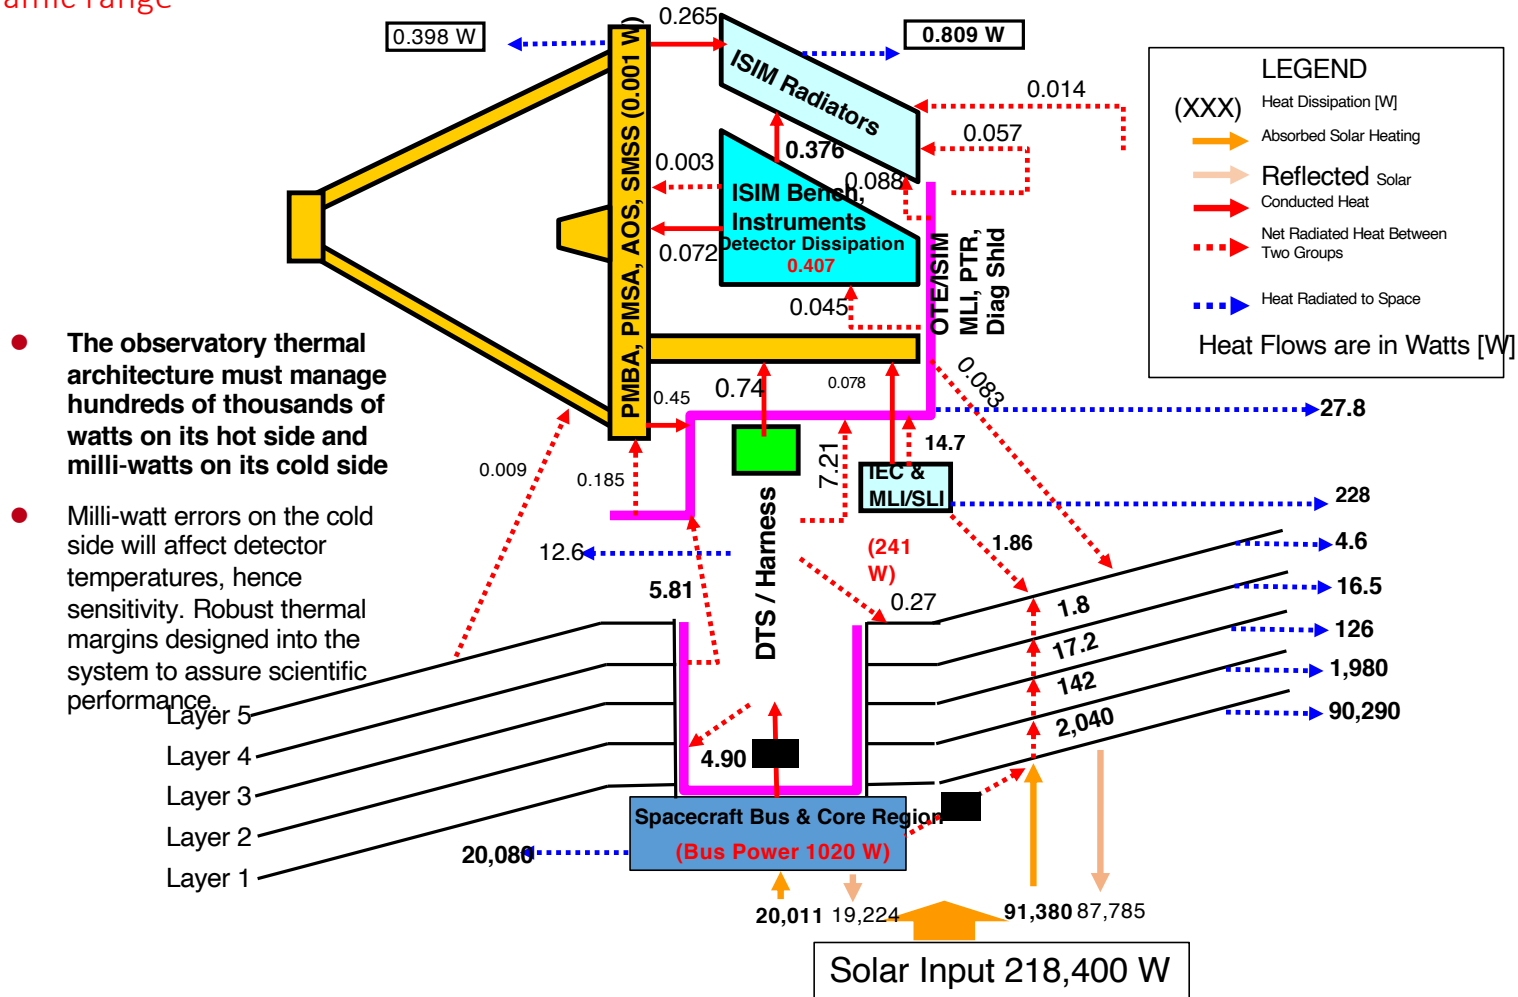 0.398 W
0.265
0.809 W
PMBA, PMSA, AOS, SMSS (0.001 W)
ISIM Radiators
0.014
0.057
0.376
0.003
0.088
ISIM Bench,
Instruments
Detector Dissipation
0.407
0.072
0.045
OTE/ISIM
MLI, PTR,
Diag Shld
LEGEND
(XXX) Heat Dissipation [W]
Absorbed Solar Heating
Reflected Solar
Conducted Heat
Net Radiated Heat Between
Two Groups
Heat Radiated to Space
Heat Flows are in Watts [W]
The observatory thermal
architecture must manage
hundreds of thousands of
watts on its hot side and
milli-watts on its cold side
Milli-watt errors on the cold
side will affect detector
temperatures, hence
sensitivity. Robust thermal
margins designed into the
system to assure scientific
performance.
0.45
0.74
0.078
0.083
27.8
0.009
0.185
7.21
14.7
IEC &
MLI/SLI
228
12.6
DTS / Harness
(241
W)
1.86
4.6
5.81
0.27
1.8
16.5
17.2
126
142
1,980
2,040
90,290
Layer 5
Layer 4
Layer 3
Layer 2
Layer 1
4.90
Spacecraft Bus & Core Region
(Bus Power 1020 W)
20,080
20,011
19,224
91,380
87,785
Solar Input 218,400 W